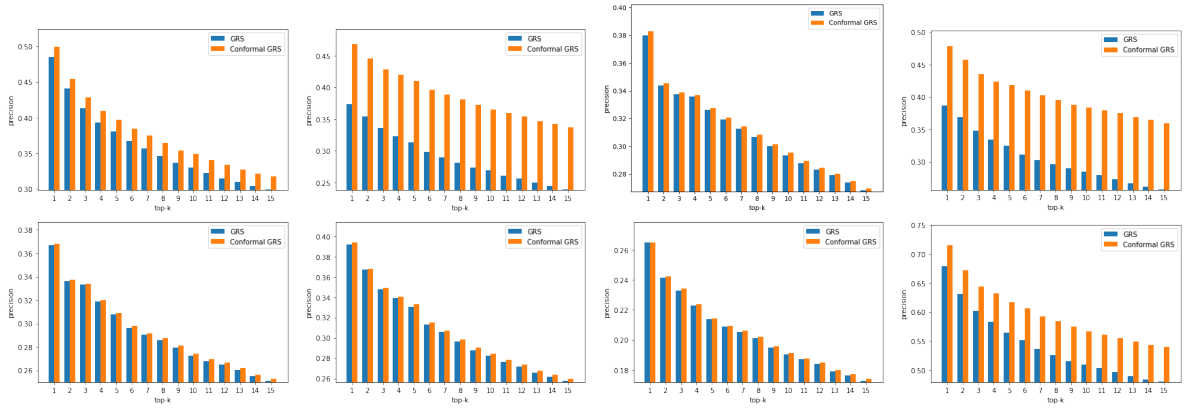 GRS
Conformal GRS
precision
0.50
0.45
0.40
0.35
0.30
1 2 3 4 5 6 7 8 9 10 11 12 13 14 15
top-k
GRS
Conformal GRS
precision
0.45
0.40
0.35
0.30
0.25
1 2 3 4 5 6 7 8 9 10 11 12 13 14 15
top-k
GRS
Conformal GRS
precision
0.40
0.38
0.36
0.34
0.32
0.30
0.28
1 2 3 4 5 6 7 8 9 10 11 12 13 14 15
top-k
GRS
Conformal GRS
precision
0.50
0.45
0.40
0.35
0.30
1 2 3 4 5 6 7 8 9 10 11 12 13 14 15
top-k
GRS
Conformal GRS
precision
0.38
0.36
0.34
0.32
0.30
0.28
0.26
1 2 3 4 5 6 7 8 9 10 11 12 13 14 15
top-k
GRS
Conformal GRS
precision
0.40
0.38
0.36
0.34
0.32
0.30
0.28
0.26
1 2 3 4 5 6 7 8 9 10 11 12 13 14 15
top-k
GRS
Conformal GRS
precision
0.26
0.24
0.22
0.20
0.18
1 2 3 4 5 6 7 8 9 10 11 12 13 14 15
top-k
GRS
Conformal GRS
precision
0.75
0.70
0.65
0.60
0.55
0.50
1 2 3 4 5 6 7 8 9 10 11 12 13 14 15
top-k